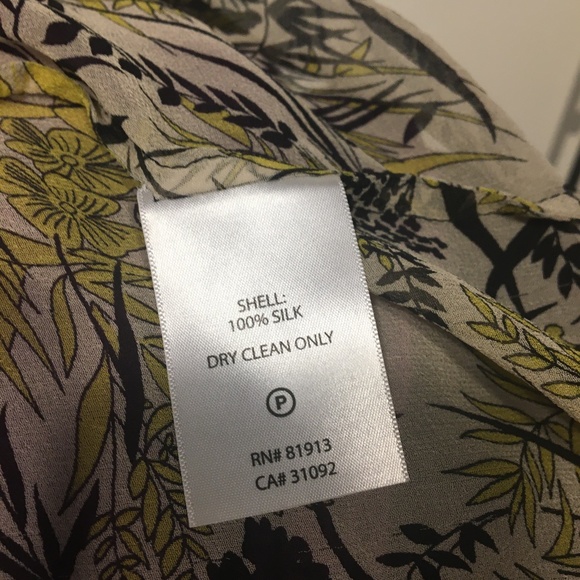 SHELL:
100% SILK
DRY CLEAN ONLY
P
RN# 81913
CA# 31092